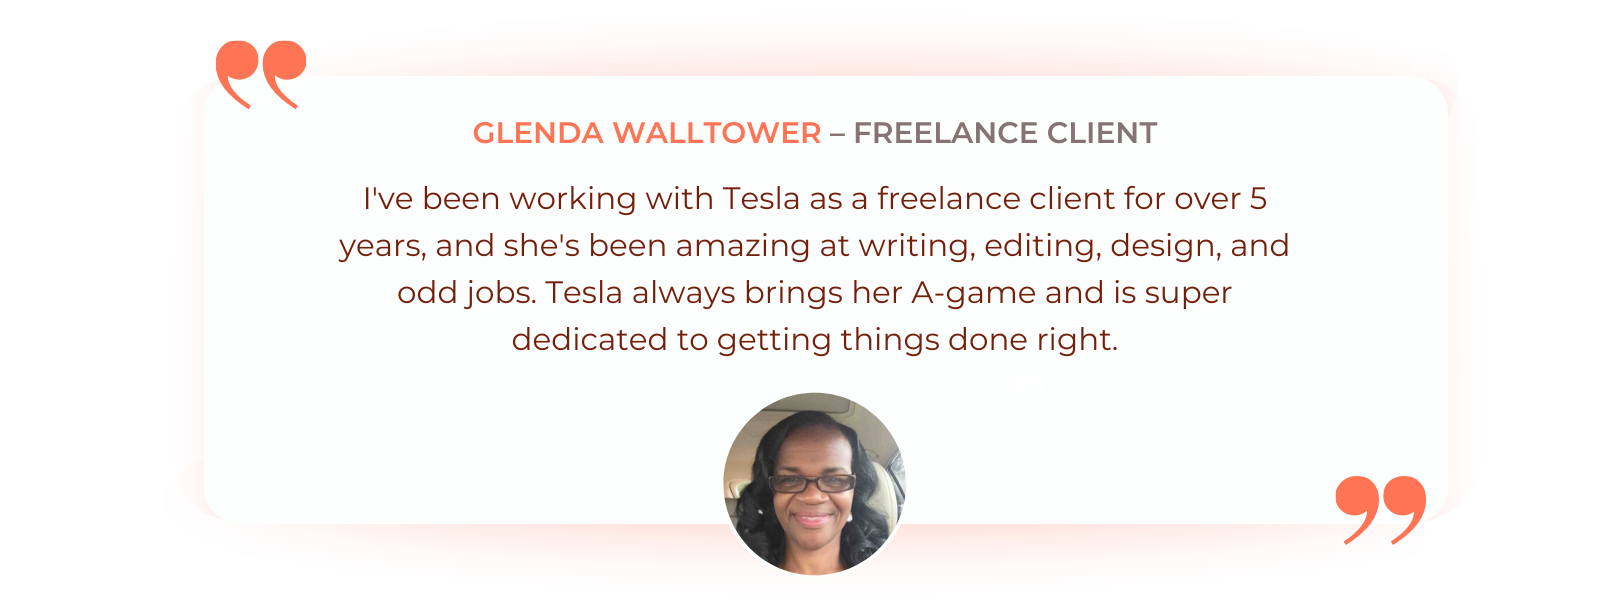 GLENDA WALLTOWER – FREELANCE CLIENT
I've been working with Tesla as a freelance client for over 5
years, and she's been amazing at writing, editing, design, and
odd jobs. Tesla always brings her A-game and is super
dedicated to getting things done right.